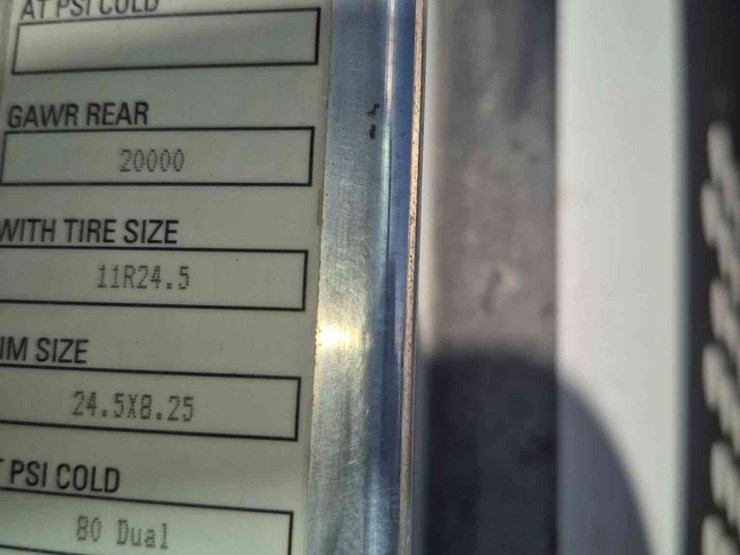 AT PSI COLD
GAWR REAR
20000
WITH TIRE SIZE
11R24.5
IM SIZE
24.5X8.25
PSI COLD
80 Dual